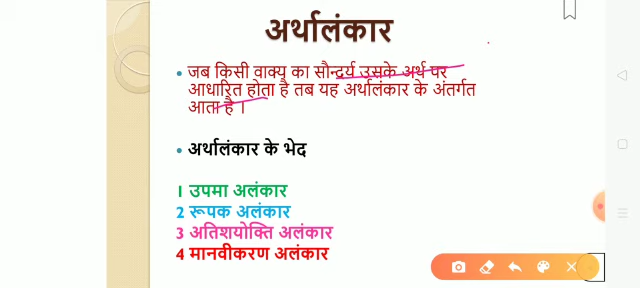 अर्थालंकार
• जब किसी वाक्य का सौन्दर्य उसके अर्थ पर
आधारित होता है तब यह अर्थालंकार के अंतर्गत
आता है ।
• अर्थालंकार के भेद
1 उपमा अलंकार
2 रूपक अलंकार
3 अतिशयोक्ति अलंकार
4 मानवीकरण अलंकार